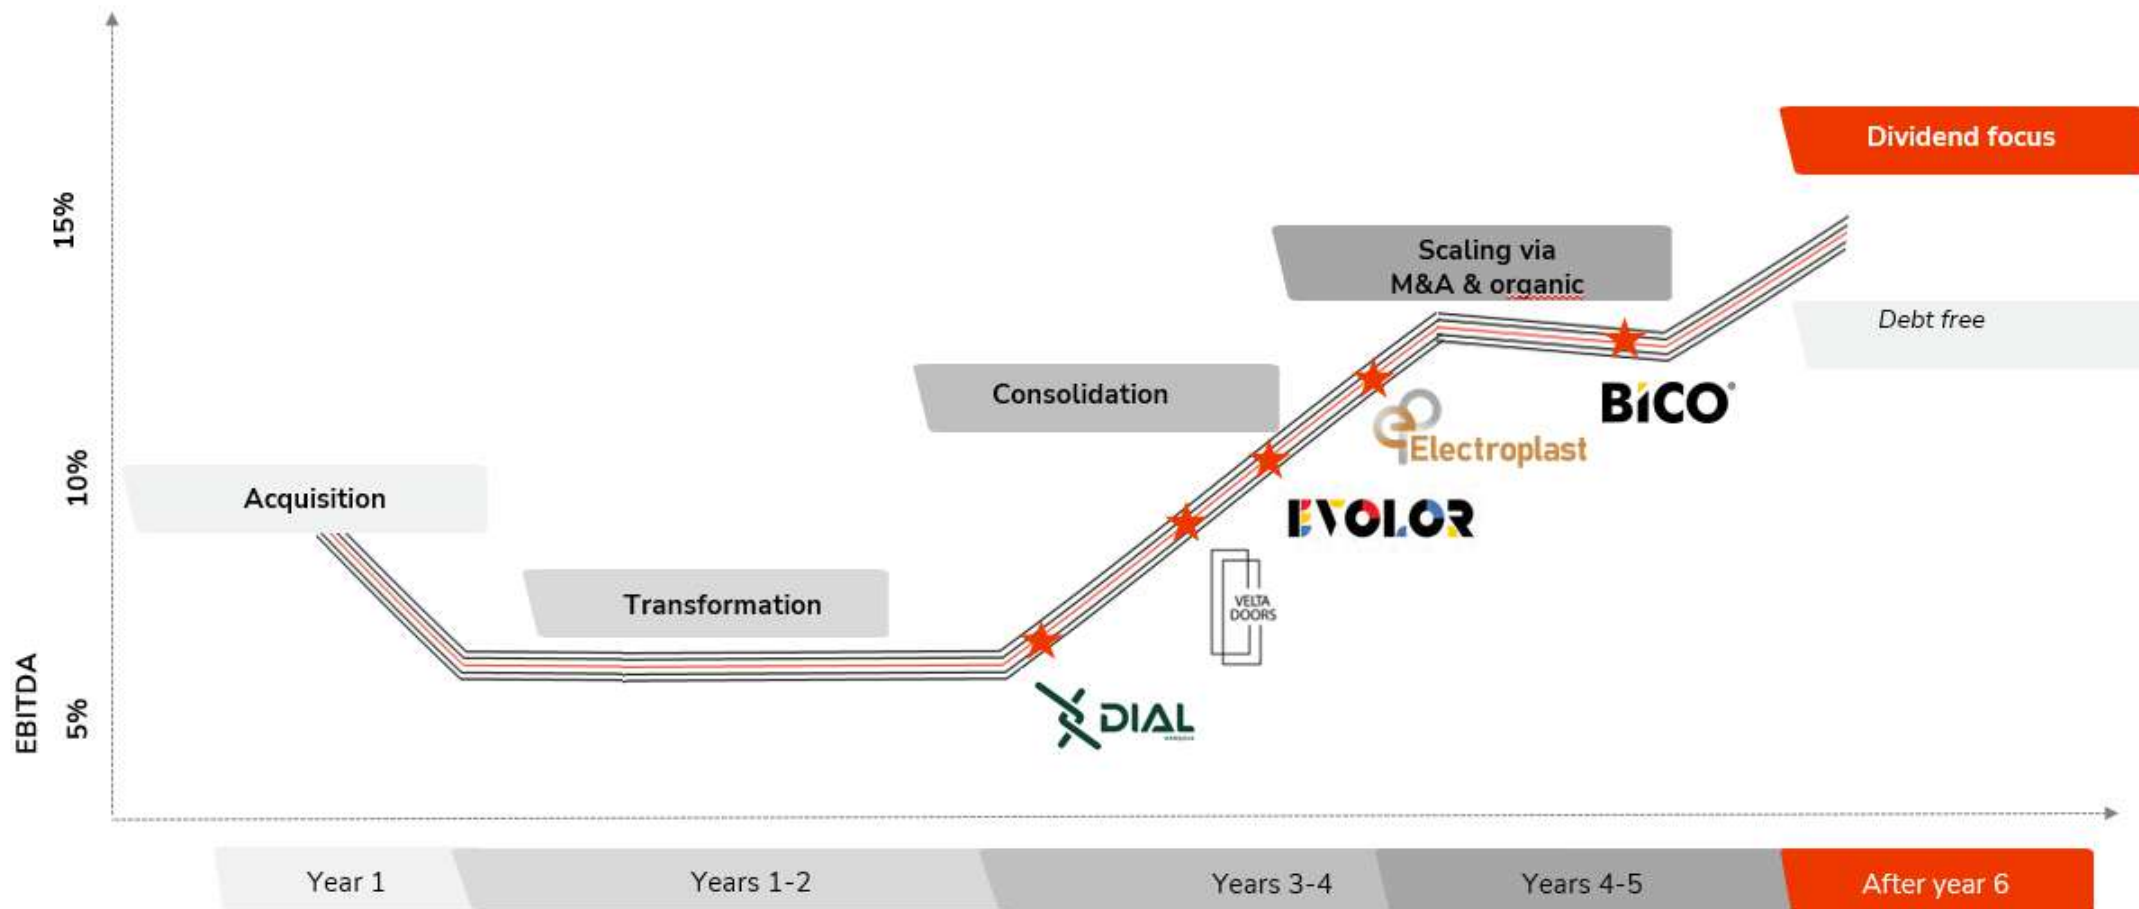 Dividend focus
15%
Scaling via
M&A & organic
Debt free
Consolidation
BiCO®
Electroplast
10%
Acquisition
EVOLOR
Transformation
VELTA
DOORS
EBITDA
5%
DIAL
Year 1
Years 1-2
Years 3-4
Years 4-5
After year 6